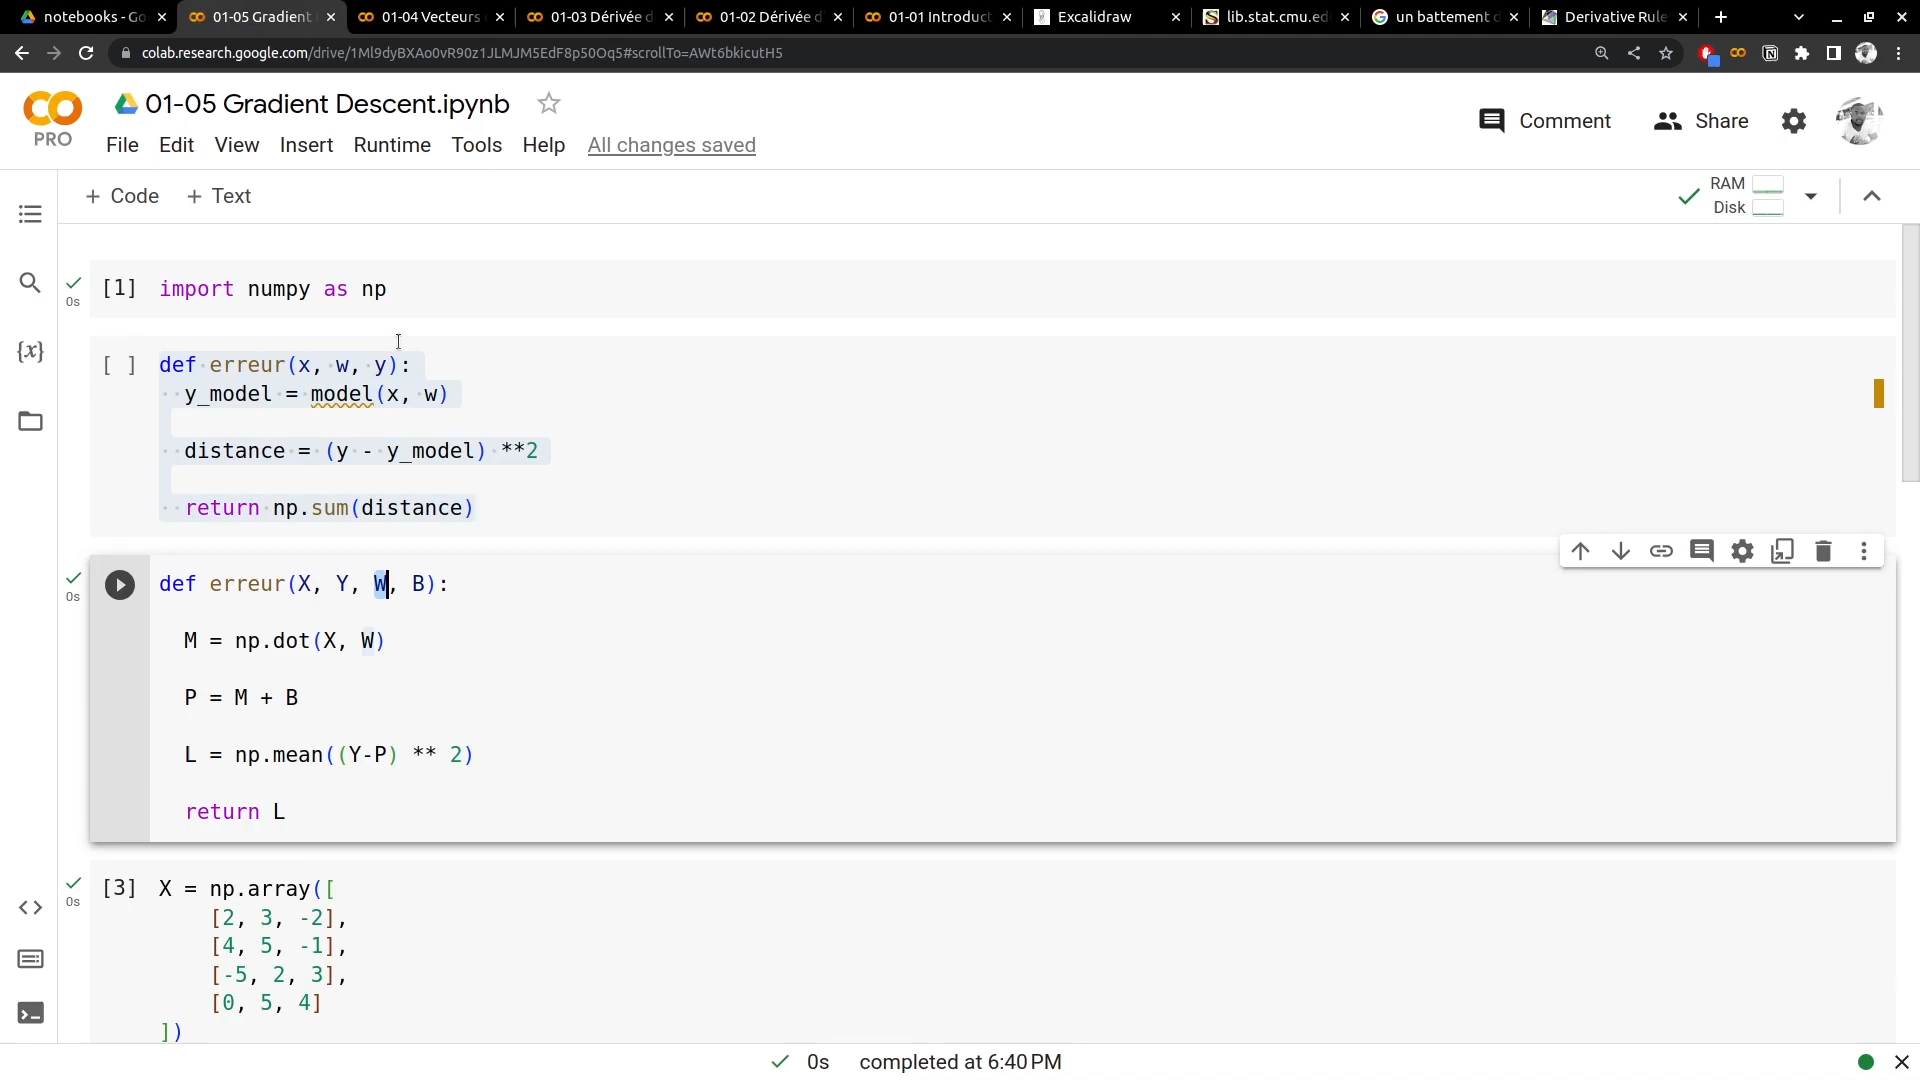 notebooks - Go
01-05 Gradient
01-04 Vecteurs
01-03 Dérivée d
01-02 Dérivée d
01-01 Introduct
Excalidraw
lib.stat.cmu.ed
un battement d
Derivative Rule
colab.research.google.com/drive/1Ml9dyBXAo0vR90z1JLMJM5EdF8p50Oq5#scrollTo=AWt6bkicutH5
PRO
01-05 Gradient Descent.ipynb
File Edit View Insert Runtime Tools Help All changes saved
Comment
Share
+ Code + Text
RAM
Disk
{x}
[1] import numpy as np
0s
[ ] def erreur(x, w, y):
y_model = model(x, w)
distance = (y - y_model) **2
return np.sum(distance)
def erreur(X, Y, W, B):
0s
M = np.dot(X, W)
P = M + B
L = np.mean((Y-P) ** 2)
return L
[3] X = np.array([
0s
[2, 3, -2],
[4, 5, -1],
[-5, 2, 3],
[0, 5, 4]
])
0s completed at 6:40 PM